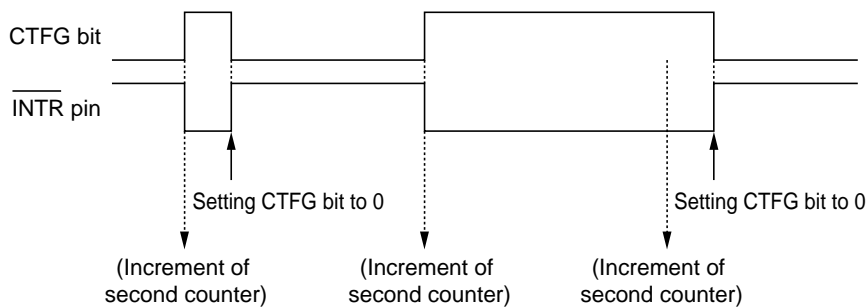 CTFG bit
INTR pin
Setting CTFG bit to 0
Setting CTFG bit to 0
(Increment of
second counter)
(Increment of
second counter)
(Increment of
second counter)